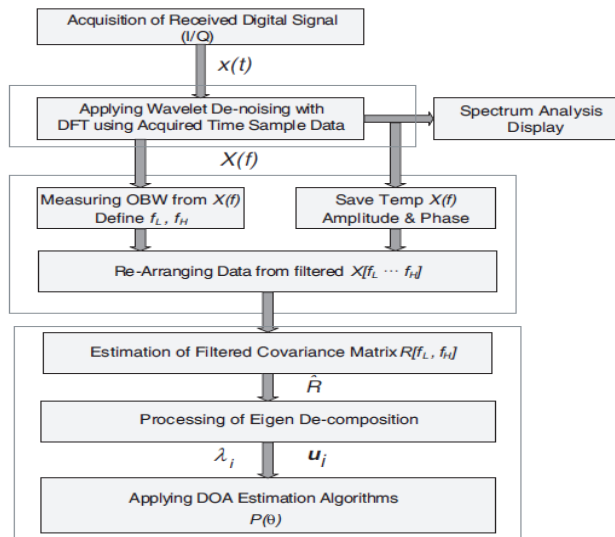 Acquisition of Received Digital Signal
(I/Q)
x(t)
Applying Wavelet De-noising with
DFT using Acquired Time Sample Data
Spectrum Analysis
Display
X(f)
Measuring OBW from X(f)
Define f_L, f_H
Save Temp X(f)
Amplitude & Phase
Re-Arranging Data from filtered X[f_L ··· f_H]
Estimation of Filtered Covariance Matrix R[f_L, f_H]
R̂
Processing of Eigen De-composition
λ_i u_i
Applying DOA Estimation Algorithms
P(θ)